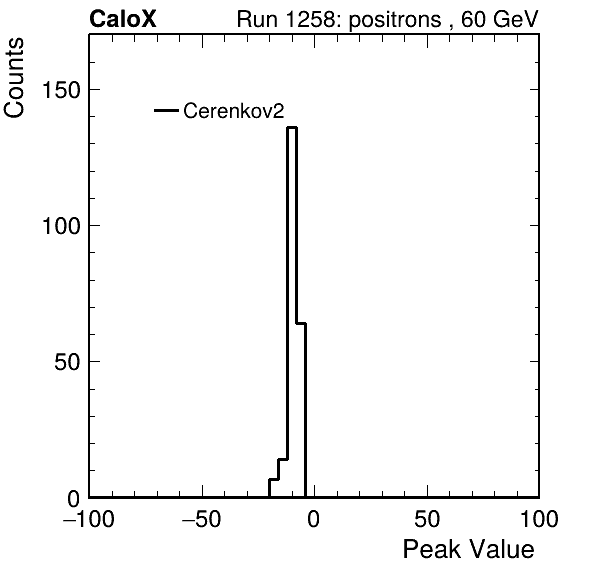 CaloX Run 1258: positrons , 60 GeV
Counts
150
Cerenkov2
100
50
0
−100 −50 0 50 100
Peak Value